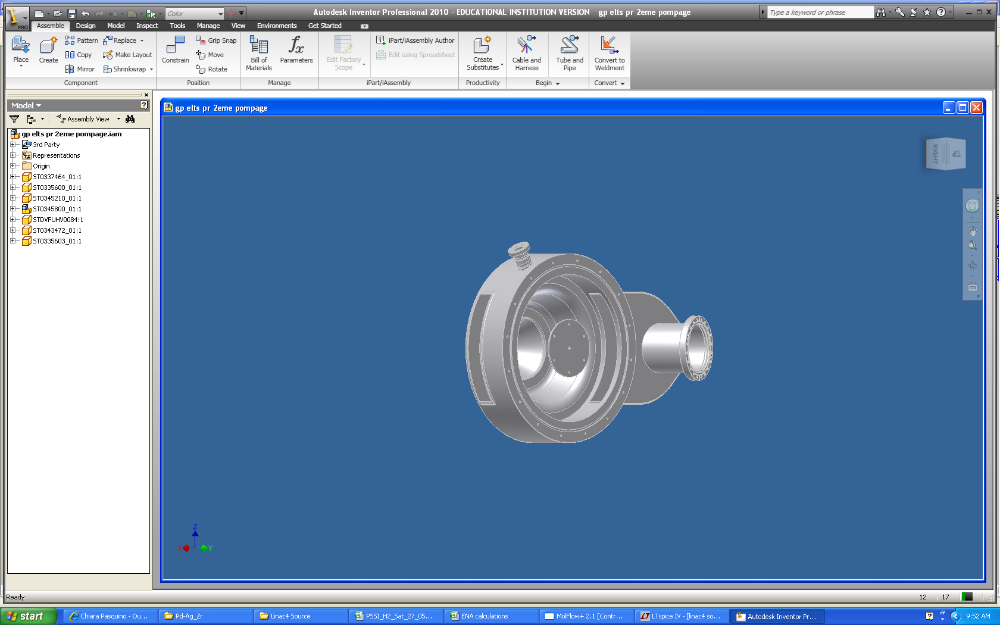 Color
Autodesk Inventor Professional 2010 - EDUCATIONAL INSTITUTION VERSION gp elts pr 2eme pompage
Type a keyword or phrase
PRO
Assemble Design Model Inspect Tools Manage View Environments Get Started
Place
Create
Pattern
Copy
Mirror
Replace
Make Layout
Shrinkwrap
Component
Constrain
Grip Snap
Move
Rotate
Position
Bill of Materials
Parameters
Manage
Edit Factory Scope
iPart/iAssembly Author
Edit using Spreadsheet
iPart/iAssembly
Create Substitutes
Productivity
Cable and Harness
Tube and Pipe
Begin
Convert to Weldment
Convert
Model
Assembly View
gp elts pr 2eme pompage.iam
3rd Party
Representations
Origin
ST0337464_01:1
ST0335600_01:1
ST0345210_01:1
ST0345800_01:1
STDVFUHV0084:1
ST0343472_01:1
ST0335603_01:1
gp elts pr 2eme pompage
RIGHT
TOP
Z
X
Y
Ready
12 17
start
Chiara Pasquino - Ou...
Pd-Ag_Zr
Linac4 Source
PSSI_H2_Sat_27_05...
ENA calculations
MolFlow+ 2.1 [Contr...
LTspice IV - [linac4 so...
Autodesk Inventor Pr...
9:52 AM